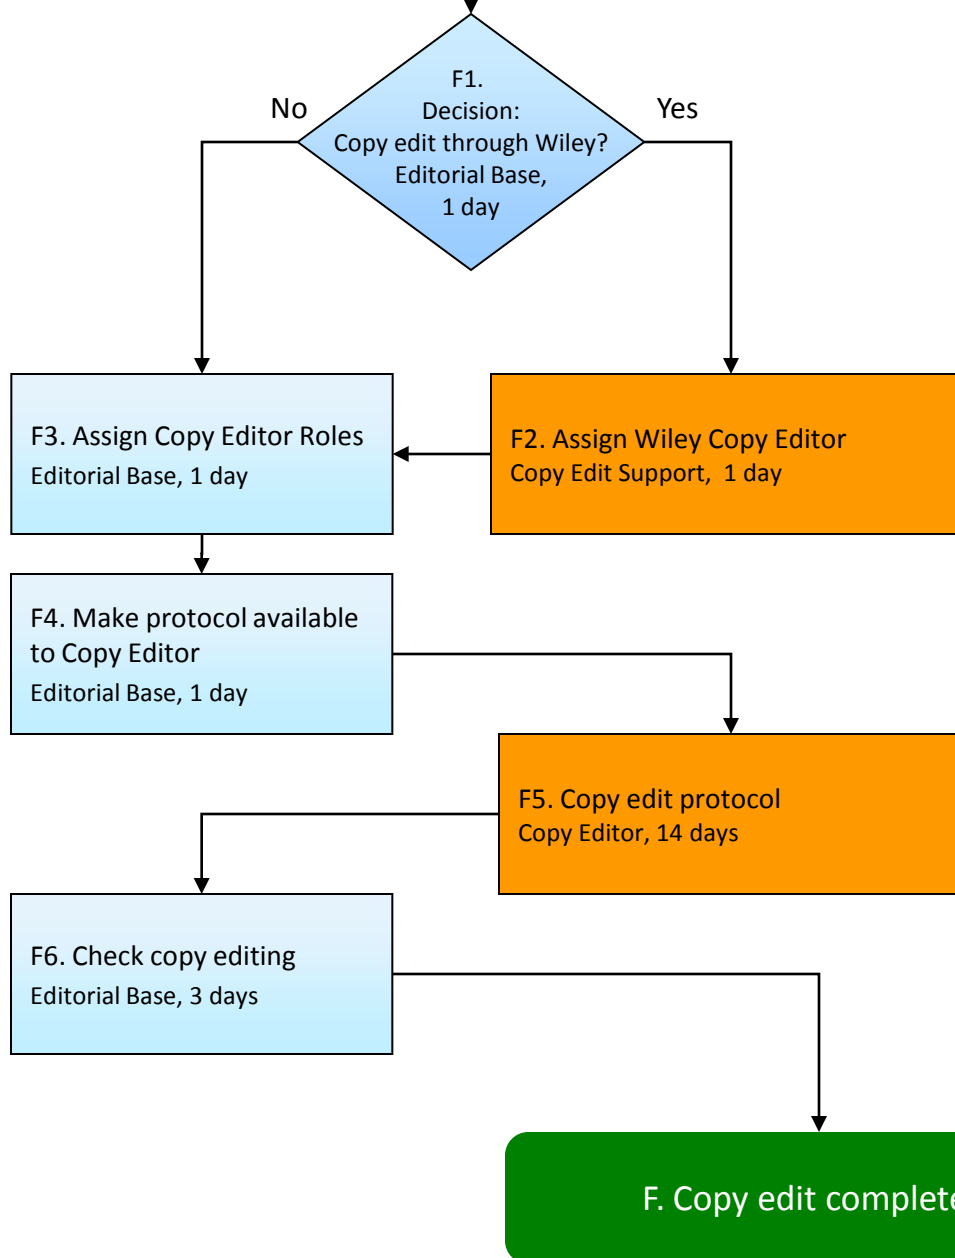 F1.
Decision:
Copy edit through Wiley?
Editorial Base,
1 day
No
Yes
F3. Assign Copy Editor Roles
Editorial Base, 1 day
F2. Assign Wiley Copy Editor
Copy Edit Support, 1 day
F4. Make protocol available
to Copy Editor
Editorial Base, 1 day
F5. Copy edit protocol
Copy Editor, 14 days
F6. Check copy editing
Editorial Base, 3 days
F. Copy edit complete